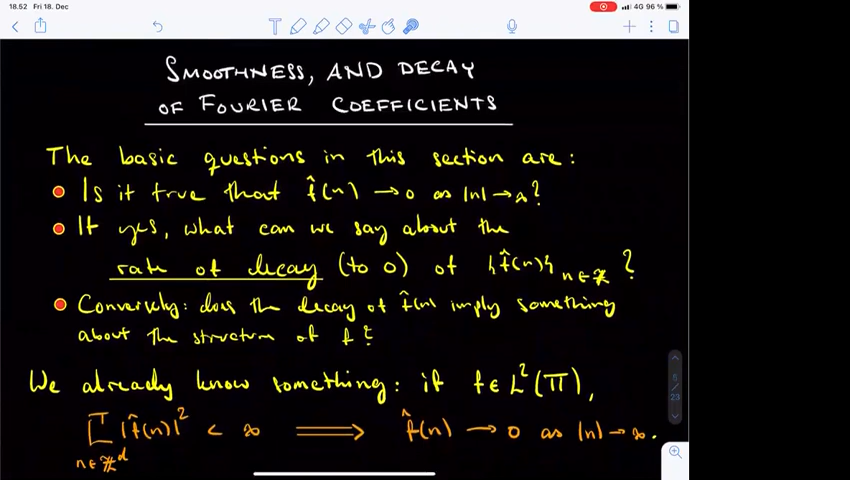 18.52 Fri 18. Dec
4G 96 %
SMOOTHNESS, AND DECAY
OF FOURIER COEFFICIENTS
The basic questions in this section are:
Is it true that f̂(n) → 0 as |n| → ∞?
If yes, what can we say about the
rate of decay (to 0) of {f̂(n)}n∈ℤ?
Conversely: does the decay of f̂(n) imply something
about the structure of f?
We already know something: if f∈L²(𝕋),
∑ |f̂(n)|² < ∞ ⟹ f̂(n) → 0 as |n| → ∞.
n∈ℤᵈ
5
23